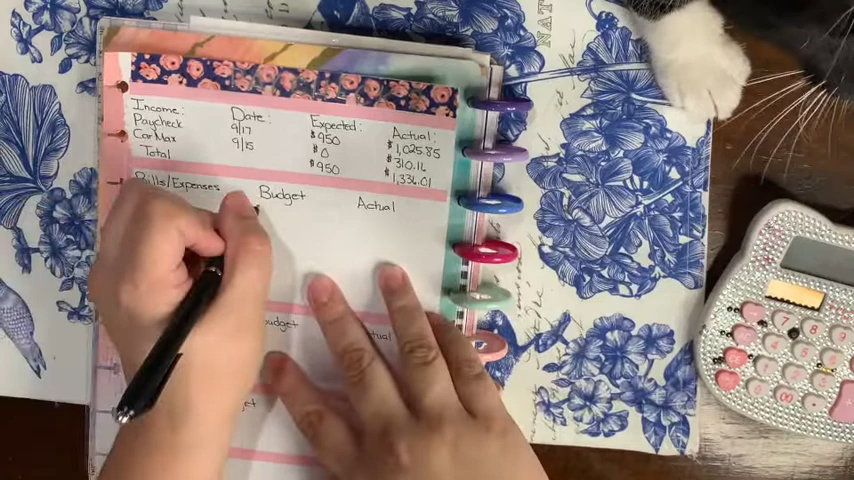 Income: Date: Expected: Actual:
Paycheck 9/17 $950 $1,025.85
CarMax 9/15 $0 $310.16
Total $950 $1,336.01
Bills/Expenses Budget Actual